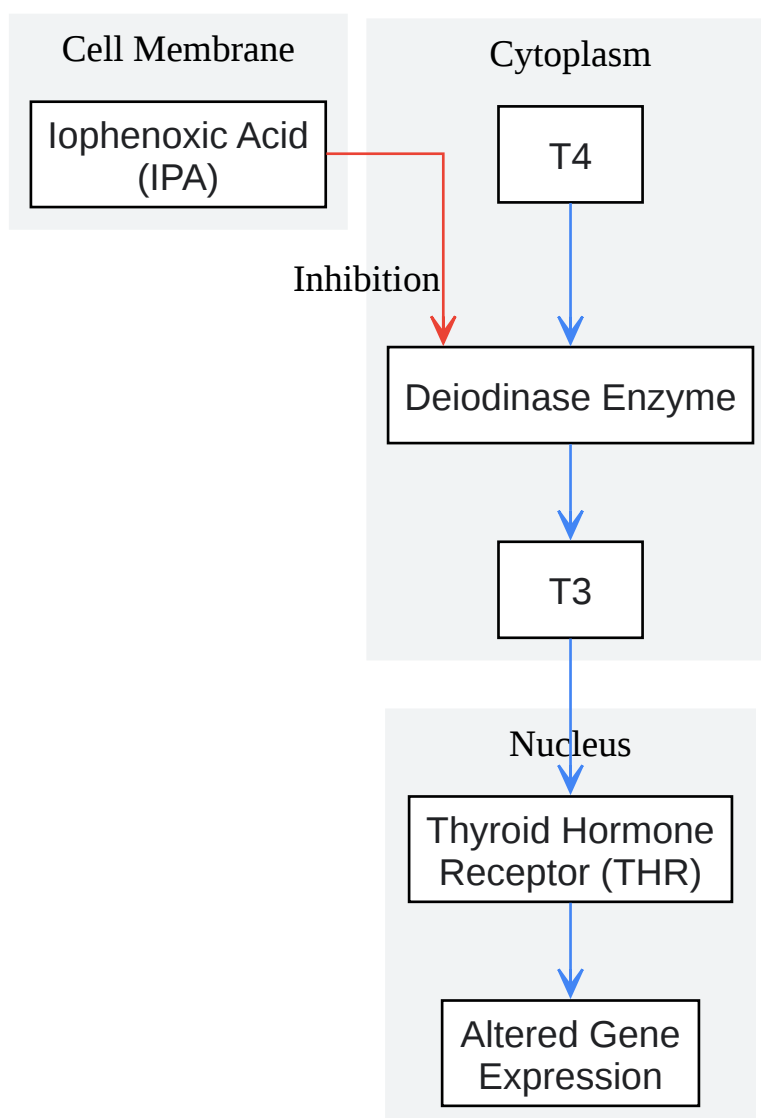 Cell Membrane
Iophenoxic Acid
(IPA)
Cytoplasm
T4
Inhibition
Deiodinase Enzyme
T3
Nucleus
Thyroid Hormone
Receptor (THR)
Altered Gene
Expression